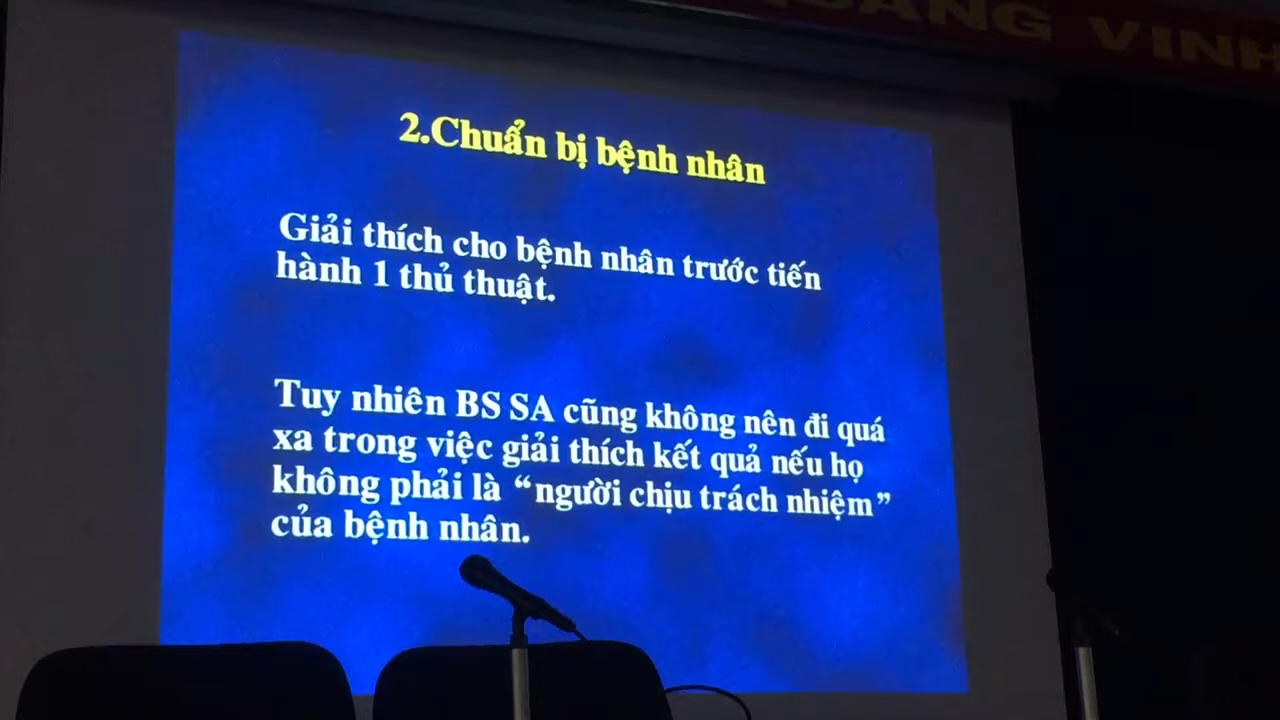 QUANG VINH
2.Chuẩn bị bệnh nhân
Giải thích cho bệnh nhân trước tiến
hành 1 thủ thuật.
Tuy nhiên BS SA cũng không nên đi quá
xa trong việc giải thích kết quả nếu họ
không phải là “người chịu trách nhiệm”
của bệnh nhân.